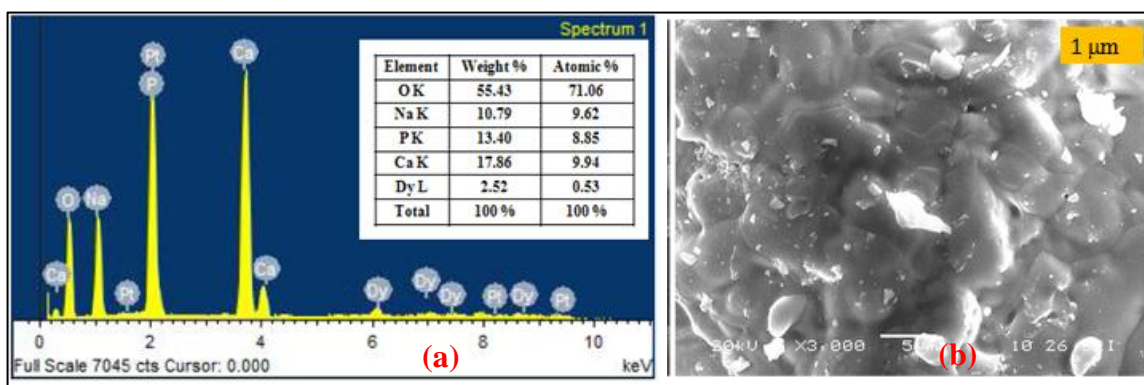 Spectrum 1
Element Weight % Atomic %
O K 55.43 71.06
Na K 10.79 9.62
P K 13.40 8.85
Ca K 17.86 9.94
Dy L 2.52 0.53
Total 100 % 100 %
Pt
P
Ca
O
Na
Ca
Pt
Ca
Dy
Dy
Dy
Pt
Dy
Pt
0 2 4 6 8 10
Full Scale 7045 cts Cursor: 0.000
keV
(a)
1 µm
20kV X3,000 5
10 26
(b)